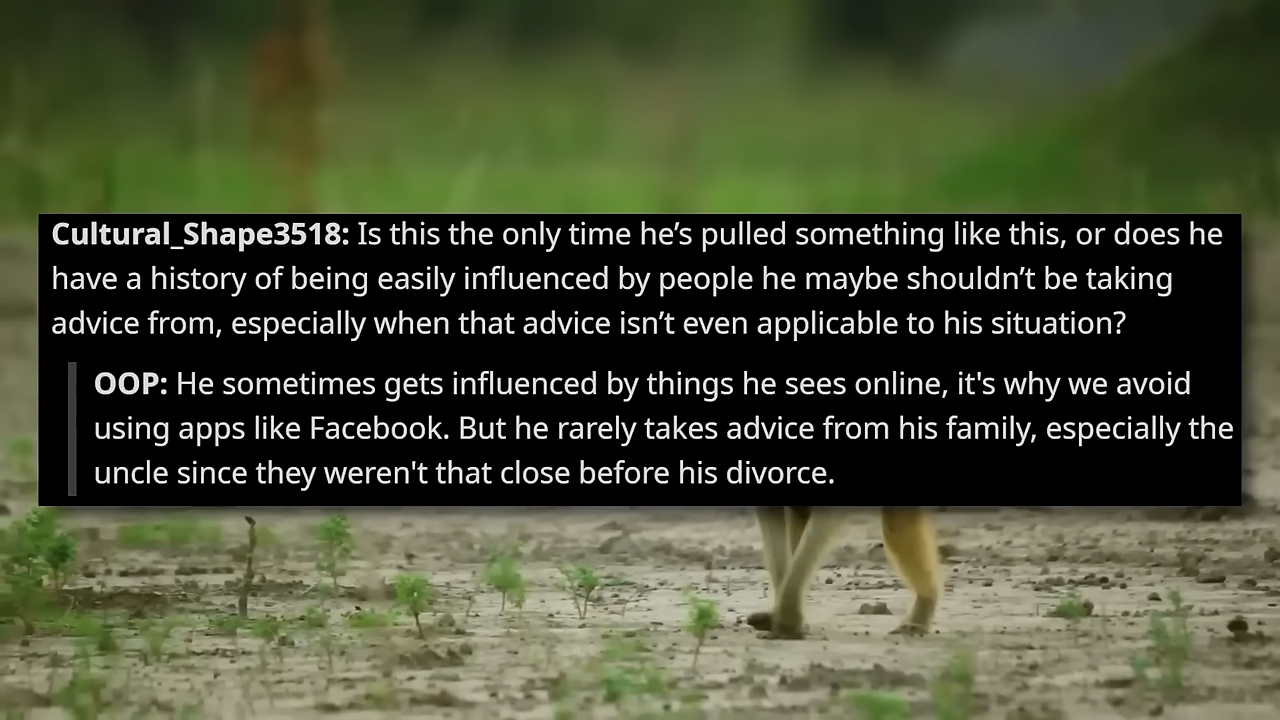 Cultural_Shape3518: Is this the only time he’s pulled something like this, or does he
have a history of being easily influenced by people he maybe shouldn’t be taking
advice from, especially when that advice isn’t even applicable to his situation?
OOP: He sometimes gets influenced by things he sees online, it's why we avoid
using apps like Facebook. But he rarely takes advice from his family, especially the
uncle since they weren't that close before his divorce.